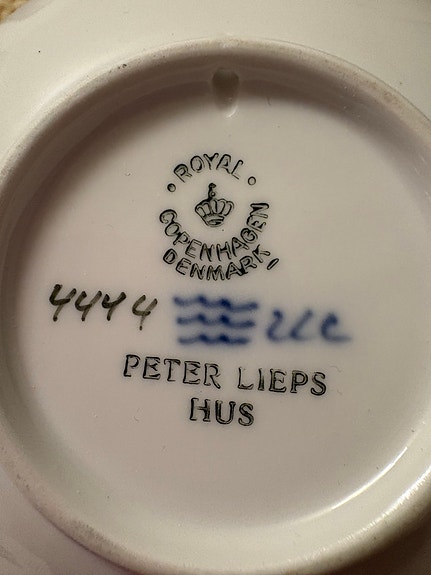 ROYAL
COPENHAGEN
DENMARK
4444
PETER LIEPS
HUS